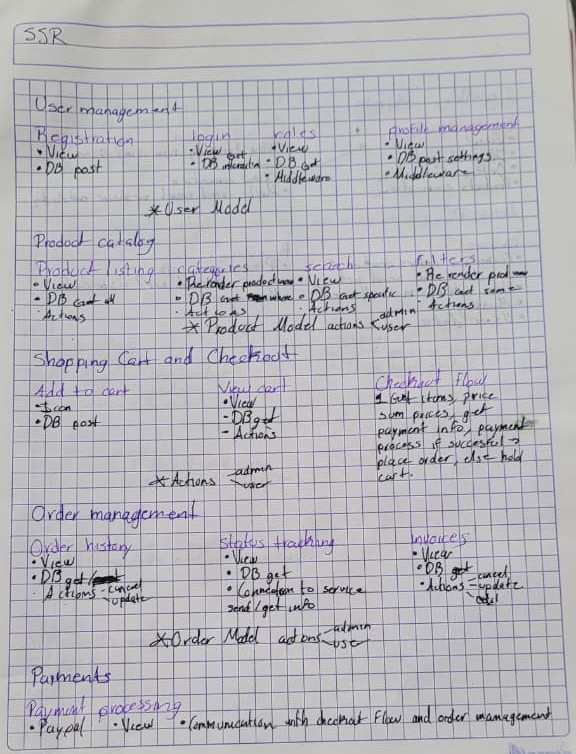 SSR
User management
Registration login roles profile management
• View • View • View • View
• DB post • DB • DB Get • DB post settings
• Middleware • Middleware
* User Model
Product catalog
Product listing categories search filters
• View • Re render product • View • Re render prod
• DB Get all • DB Get where • DB Get specific • DB Get some
• Actions • Actions • Actions • Actions
* Product Model actions admin
user
Shopping Cart and Checkout
Add to cart View cart Checkout Flow
- Icon • View 1 Get items, price
• DB post - DB get sum prices, get
- Actions payment info, payment
process if succesful →
place order, else hold
cart.
* Actions admin
user
Order management
Order history Status tracking Invoices
• View • View • View
• DB get • DB get • DB get
• Actions - cancel • Connection to service • Actions cancel
update send/get info update
* Order Model actions admin
user
Payments
Payment processing
• Paypal • View • Communication with checkout Flow and order management